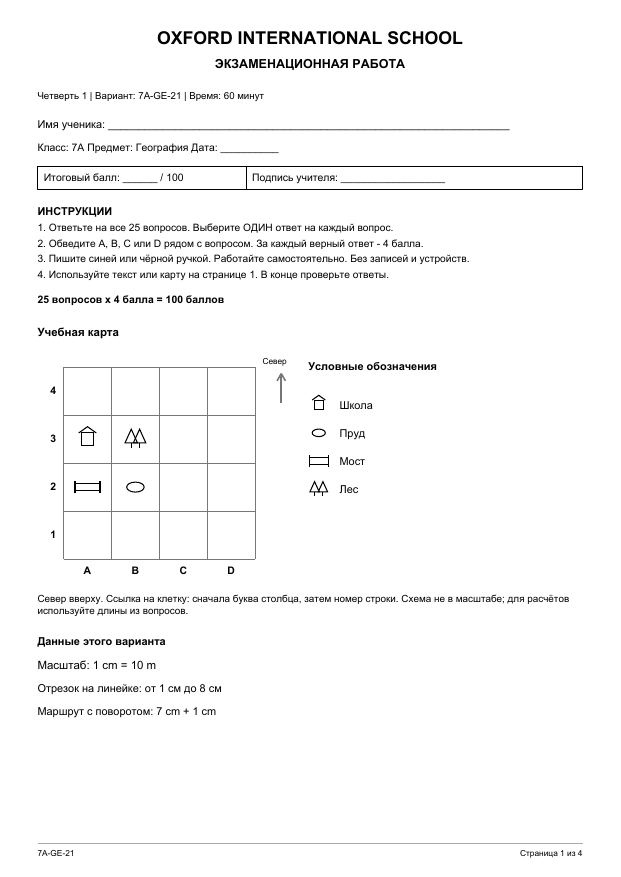 OXFORD INTERNATIONAL SCHOOL
ЭКЗАМЕНАЦИОННАЯ РАБОТА
Четверть 1 | Вариант: 7A-GE-21 | Время: 60 минут
Имя ученика: ____________________________________________________________________
Класс: 7A Предмет: География Дата: __________
Итоговый балл: ______ / 100
Подпись учителя: __________________
ИНСТРУКЦИИ
1. Ответьте на все 25 вопросов. Выберите ОДИН ответ на каждый вопрос.
2. Обведите A, B, C или D рядом с вопросом. За каждый верный ответ - 4 балла.
3. Пишите синей или чёрной ручкой. Работайте самостоятельно. Без записей и устройств.
4. Используйте текст или карту на странице 1. В конце проверьте ответы.
25 вопросов x 4 балла = 100 баллов
Учебная карта
Север
4
3
2
1
A B C D
Условные обозначения
Школа
Пруд
Мост
Лес
Север вверху. Ссылка на клетку: сначала буква столбца, затем номер строки. Схема не в масштабе; для расчётов
используйте длины из вопросов.
Данные этого варианта
Масштаб: 1 cm = 10 m
Отрезок на линейке: от 1 см до 8 см
Маршрут с поворотом: 7 cm + 1 cm
7A-GE-21
Страница 1 из 4